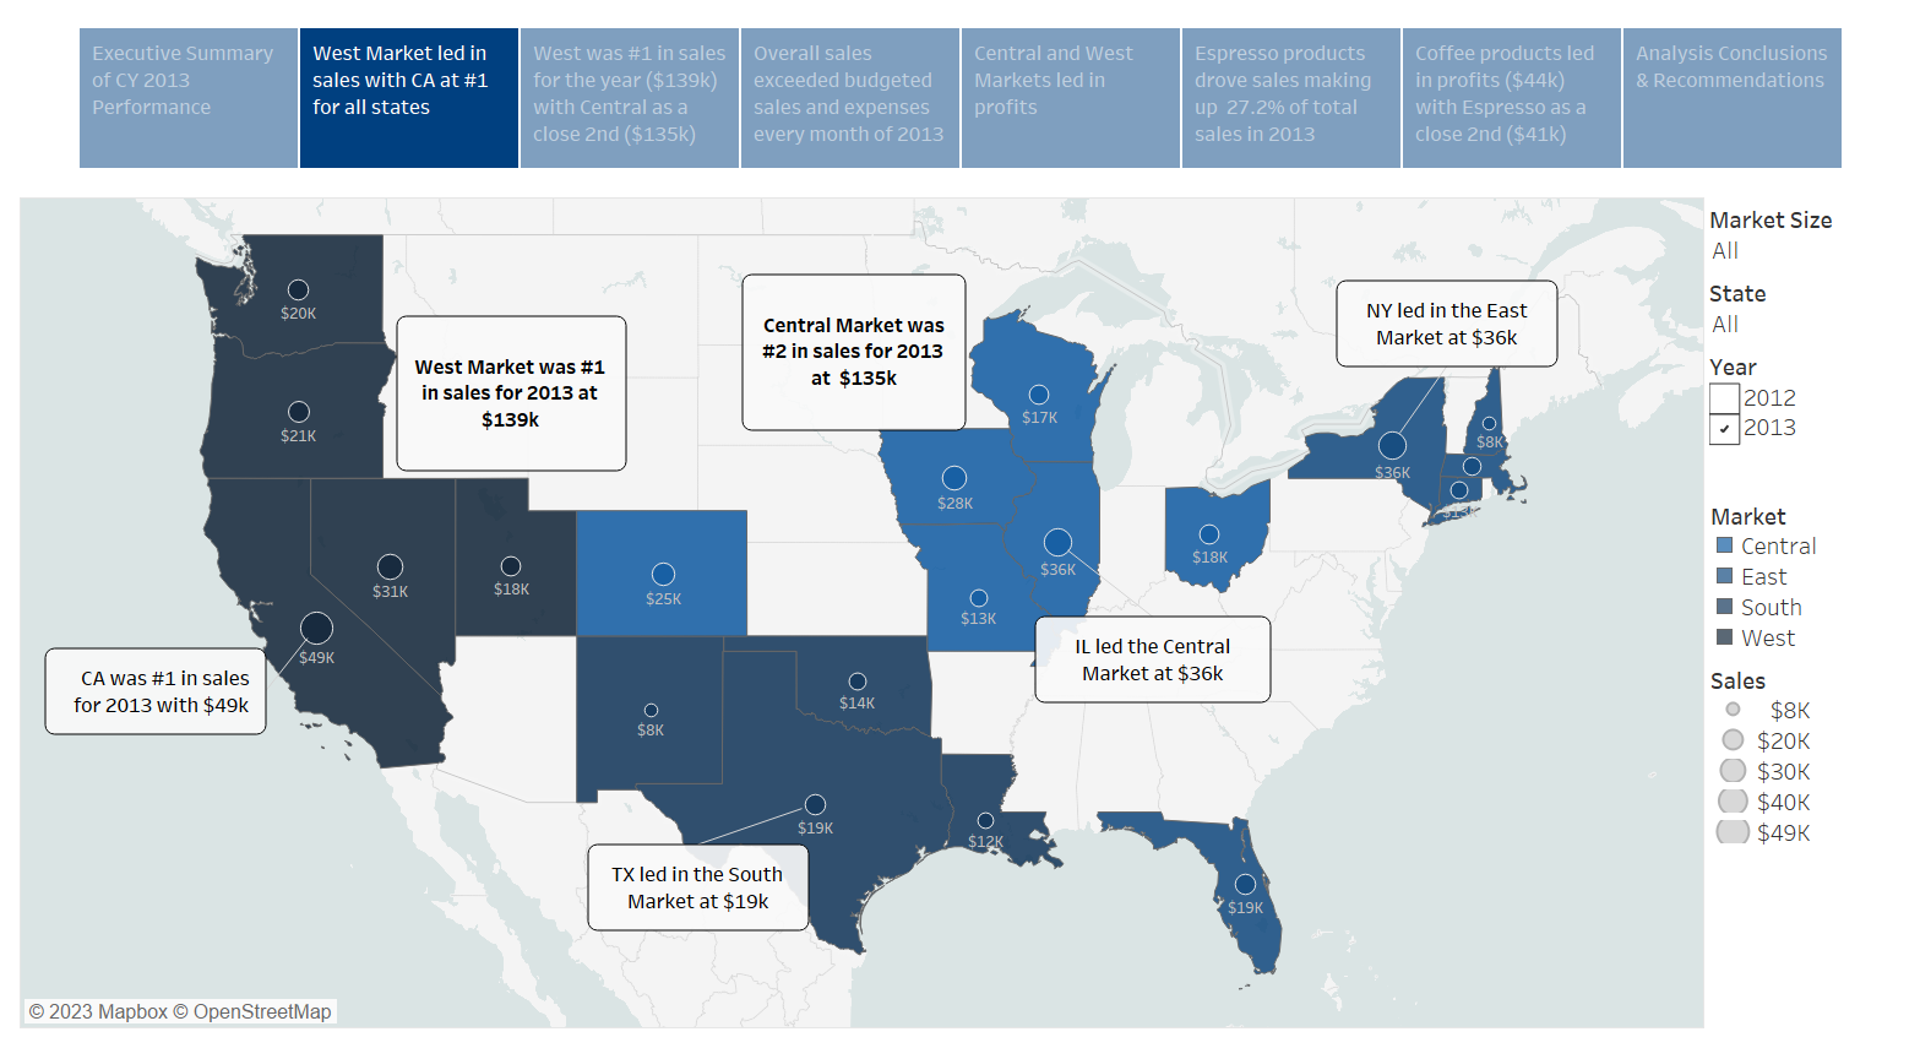 Executive Summary
of CY 2013
Performance
West Market led in
sales with CA at #1
for all states
West was #1 in sales
for the year ($139k)
with Central as a
close 2nd ($135k)
Overall sales
exceeded budgeted
sales and expenses
every month of 2013
Central and West
Markets led in
profits
Espresso products
drove sales making
up 27.2% of total
sales in 2013
Coffee products led
in profits ($44k)
with Espresso as a
close 2nd ($41k)
Analysis Conclusions
& Recommendations
$20K
$21K
West Market was #1
in sales for 2013 at
$139k
Central Market was
#2 in sales for 2013
at $135k
NY led in the East
Market at $36k
$17K
$28K
$36K
$8K
$36K
$13K
$18K
$31K
$18K
$25K
$13K
$49K
CA was #1 in sales
for 2013 with $49k
IL led the Central
Market at $36k
$14K
$8K
$19K
$12K
$19K
TX led in the South
Market at $19k
© 2023 Mapbox © OpenStreetMap
Market Size
All
State
All
Year
2012
2013
Market
Central
East
South
West
Sales
$8K
$20K
$30K
$40K
$49K